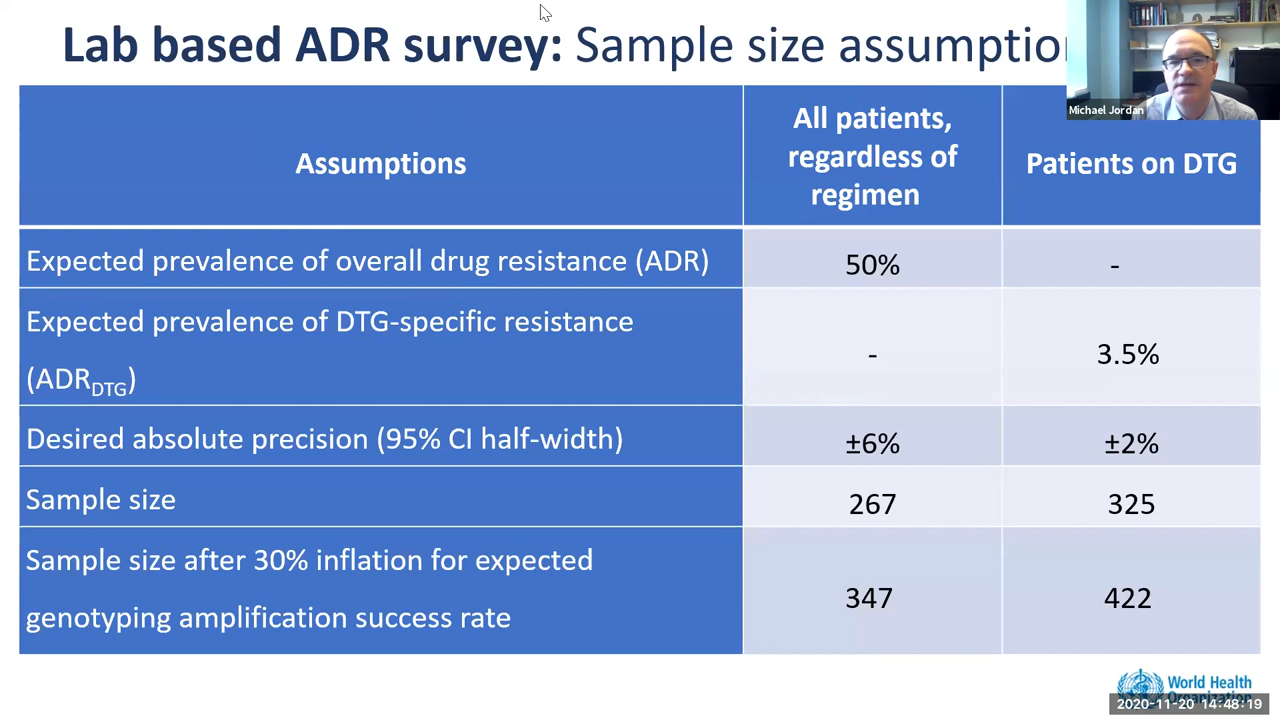 Lab based ADR survey: Sample size assumptio
Michael Jordan
Assumptions
All patients,
regardless of
regimen
Patients on DTG
Expected prevalence of overall drug resistance (ADR)
50%
-
Expected prevalence of DTG-specific resistance
(ADRDTG)
-
3.5%
Desired absolute precision (95% CI half-width)
±6%
±2%
Sample size
267
325
Sample size after 30% inflation for expected
genotyping amplification success rate
347
422
World Health
Organization
2020-11-20 14:48:19